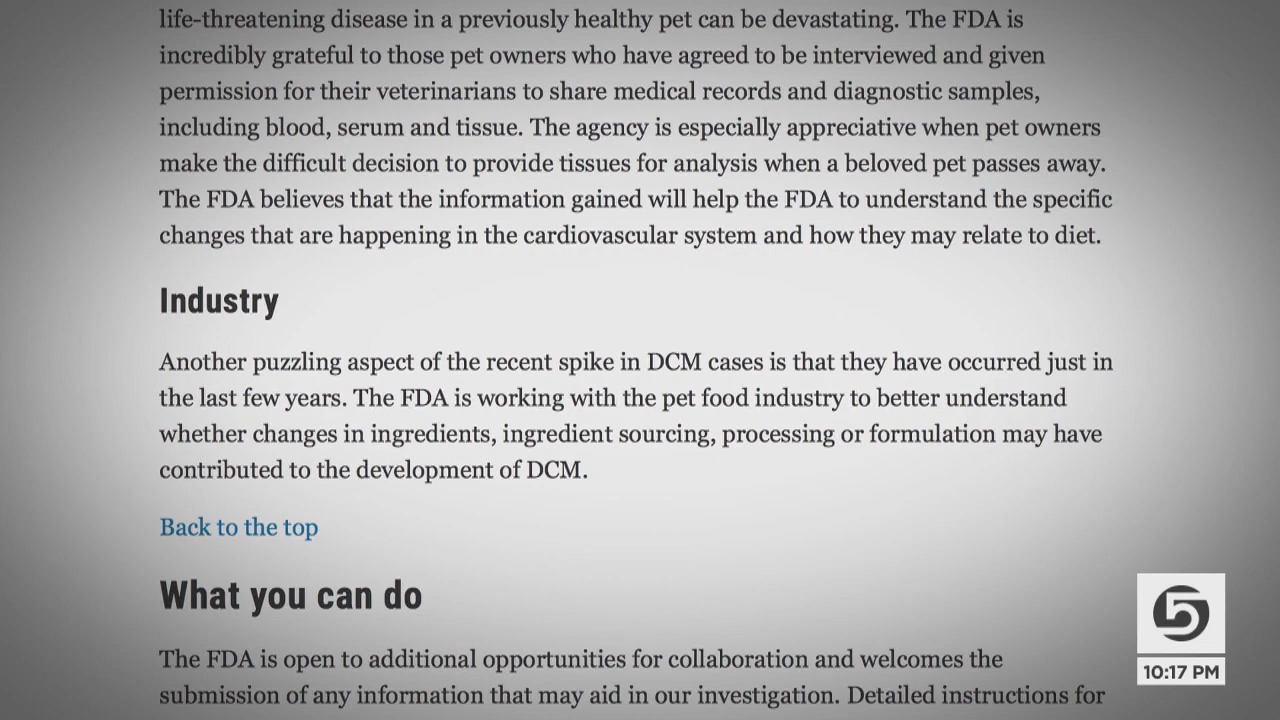 life-threatening disease in a previously healthy pet can be devastating. The FDA is
incredibly grateful to those pet owners who have agreed to be interviewed and given
permission for their veterinarians to share medical records and diagnostic samples,
including blood, serum and tissue. The agency is especially appreciative when pet owners
make the difficult decision to provide tissues for analysis when a beloved pet passes away.
The FDA believes that the information gained will help the FDA to understand the specific
changes that are happening in the cardiovascular system and how they may relate to diet.
Industry
Another puzzling aspect of the recent spike in DCM cases is that they have occurred just in
the last few years. The FDA is working with the pet food industry to better understand
whether changes in ingredients, ingredient sourcing, processing or formulation may have
contributed to the development of DCM.
Back to the top
What you can do
The FDA is open to additional opportunities for collaboration and welcomes the
submission of any information that may aid in our investigation. Detailed instructions for
5
10:17 PM